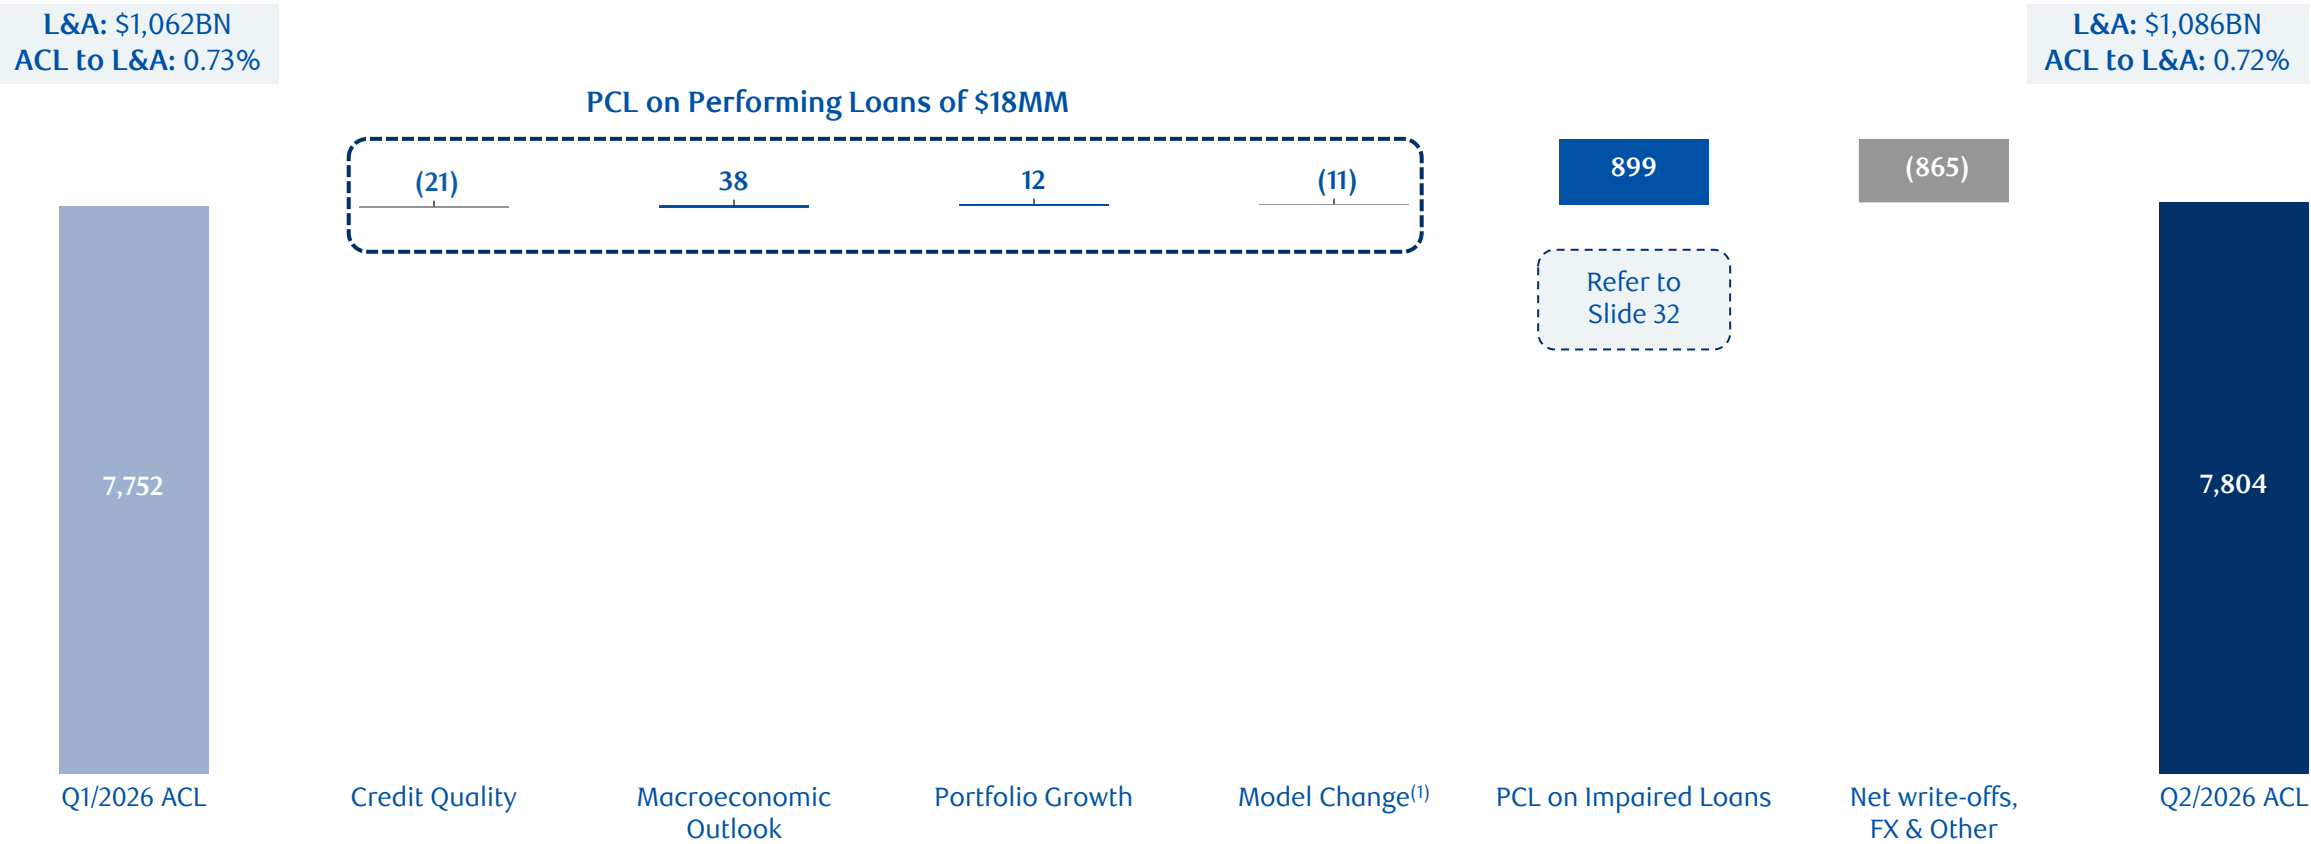 L&A: $1,062BN
ACL to L&A: 0.73%
L&A: $1,086BN
ACL to L&A: 0.72%
PCL on Performing Loans of $18MM
(21)
38
12
(11)
899
(865)
Refer to
Slide 32
7,752
7,804
Q1/2026 ACL
Credit Quality
Macroeconomic
Outlook
Portfolio Growth
Model Change(1)
PCL on Impaired Loans
Net write-offs,
FX & Other
Q2/2026 ACL